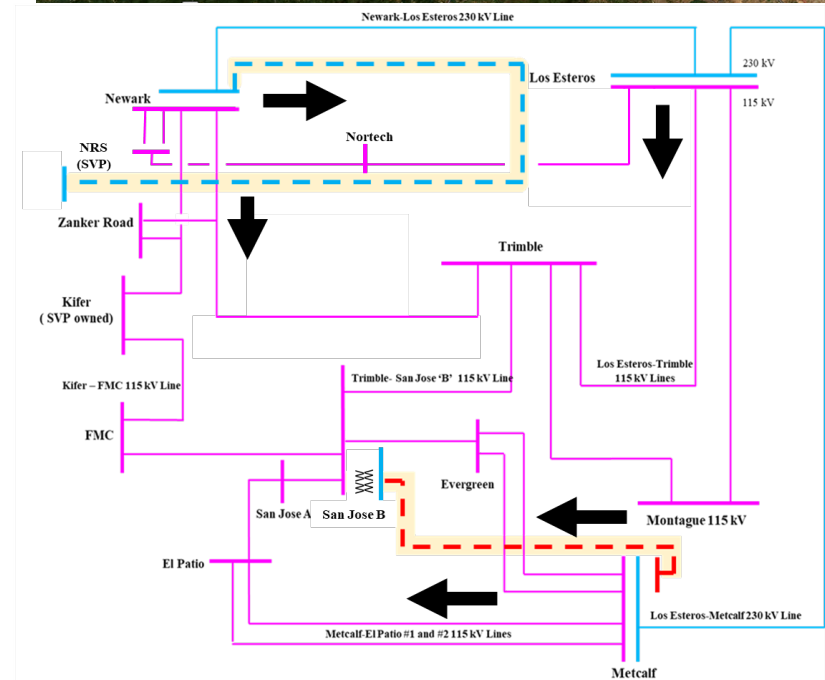 Newark-Los Esteros 230 kV Line
230 kV
Los Esteros
Newark
115 kV
Nortech
NRS
(SVP)
Zanker Road
Trimble
Kifer
( SVP owned)
Los Esteros-Trimble
115 kV Lines
Trimble- San Jose ‘B’ 115 kV Line
Kifer – FMC 115 kV Line
FMC
Evergreen
San Jose A
San Jose B
Montague 115 kV
El Patio
Los Esteros-Metcalf 230 kV Line
Metcalf-El Patio #1 and #2 115 kV Lines
Metcalf